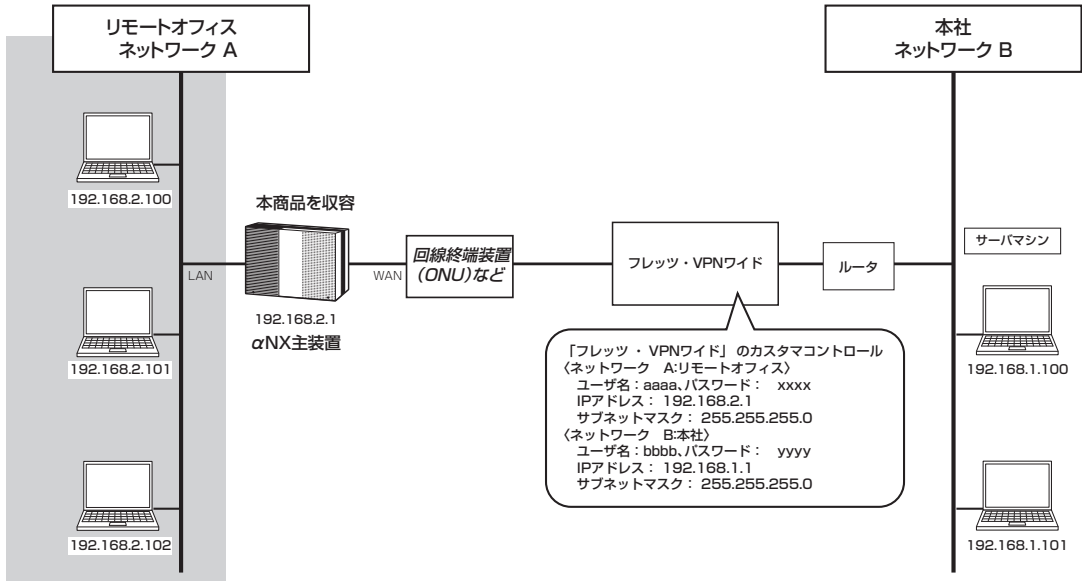 リモートオフィス
ネットワーク A
本社
ネットワーク B
192.168.2.100
本商品を収容
LAN
WAN
回線終端装置
(ONU)など
フレッツ・VPNワイド
ルータ
サーバマシン
192.168.2.1
αNX主装置
192.168.2.101
192.168.1.100
「フレッツ ・ VPNワイド」 のカスタマコントロール
〈ネットワーク A:リモートオフィス〉
ユーザ名：aaaa、パスワード： xxxx
IPアドレス： 192.168.2.1
サブネットマスク： 255.255.255.0
〈ネットワーク B:本社〉
ユーザ名：bbbb、パスワード： yyyy
IPアドレス： 192.168.1.1
サブネットマスク： 255.255.255.0
192.168.2.102
192.168.1.101